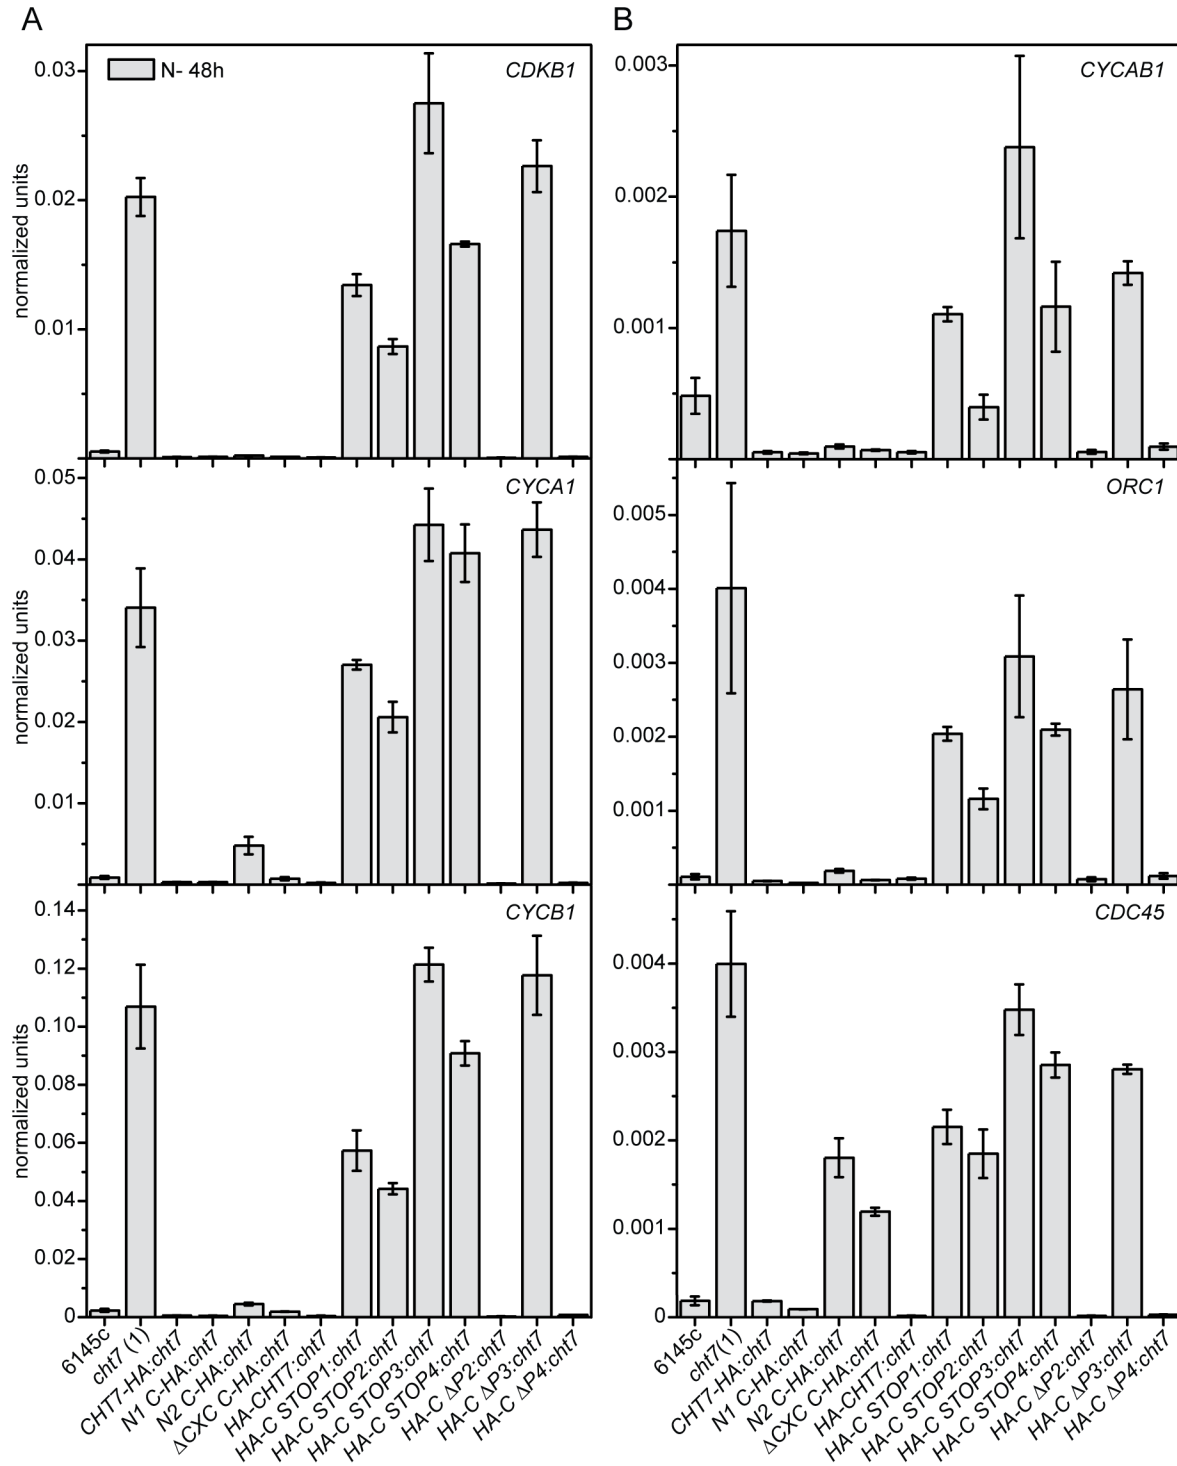 A
B
N- 48h
CDKB1
0.03
0.02
0.01
normalized units
CYCAB1
0.003
0.002
0.001
CYCA1
0.05
0.04
0.03
0.02
0.01
normalized units
ORC1
0.005
0.004
0.003
0.002
0.001
CYCB1
0.14
0.12
0.10
0.08
0.06
0.04
0.02
0
normalized units
CDC45
0.004
0.003
0.002
0.001
0
6145c
cht7 (1)
CHT7-HA:cht7
N1 C-HA:cht7
N2 C-HA:cht7
ΔCXC C-HA:cht7
HA-CHT7:cht7
HA-C STOP1:cht7
HA-C STOP2:cht7
HA-C STOP3:cht7
HA-C STOP4:cht7
HA-C ΔP2:cht7
HA-C ΔP3:cht7
HA-C ΔP4:cht7
6145c
cht7(1)
CHT7-HA:cht7
N1 C-HA:cht7
N2 C-HA:cht7
ΔCXC C-HA:cht7
HA-CHT7:cht7
HA-C STOP1:cht7
HA-C STOP2:cht7
HA-C STOP3:cht7
HA-C STOP4:cht7
HA-C ΔP2:cht7
HA-C ΔP3:cht7
HA-C ΔP4:cht7